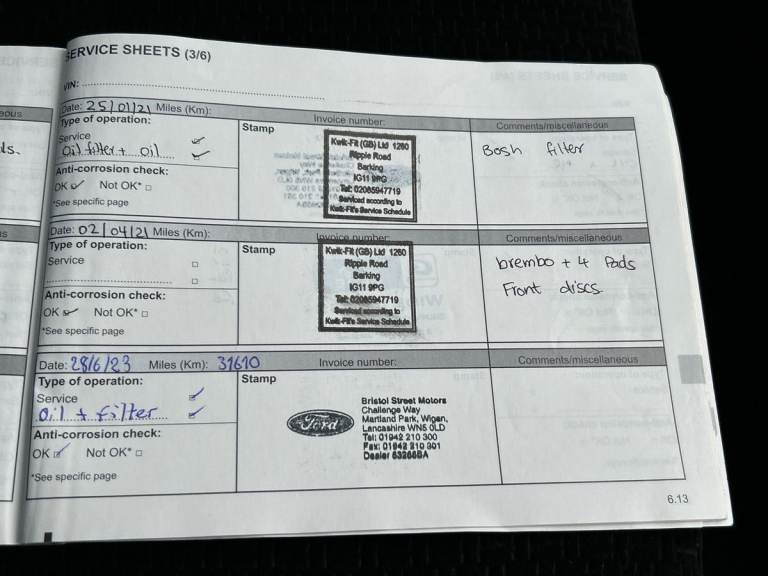 SERVICE SHEETS (3/6)
VIN:
Date: 25/01/21 Miles (Km): Invoice number: Comments/miscellaneous
Type of operation:
Service
Oil filter + oil
Anti-corrosion check:
OK Not OK*
*See specific page
Stamp
Kwik-Fit (GB) Ltd 1260
Ripple Road
Barking
IG11 9PG
Tel: 02085947719
Serviced according to
Kwik-Fit's Service Schedule
Bosh filter
Date: 02/04/21 Miles (Km): Invoice number: Comments/miscellaneous
Type of operation:
Service
Anti-corrosion check:
OK Not OK*
*See specific page
Stamp
Kwik-Fit (GB) Ltd 1260
Ripple Road
Barking
IG11 9PG
Tel: 02085947719
Serviced according to
Kwik-Fit's Service Schedule
brembo + 4 Pads
Front discs
Date: 28/6/23 Miles (Km): 31610 Invoice number: Comments/miscellaneous
Type of operation:
Service
Oil + filter
Anti-corrosion check:
OK Not OK*
*See specific page
Stamp
Ford
Bristol Street Motors
Challenge Way
Martland Park, Wigan,
Lancashire WN5 0LD
Tel: 01942 210 300
Fax: 01942 210 301
Dealer 53268BA
6.13